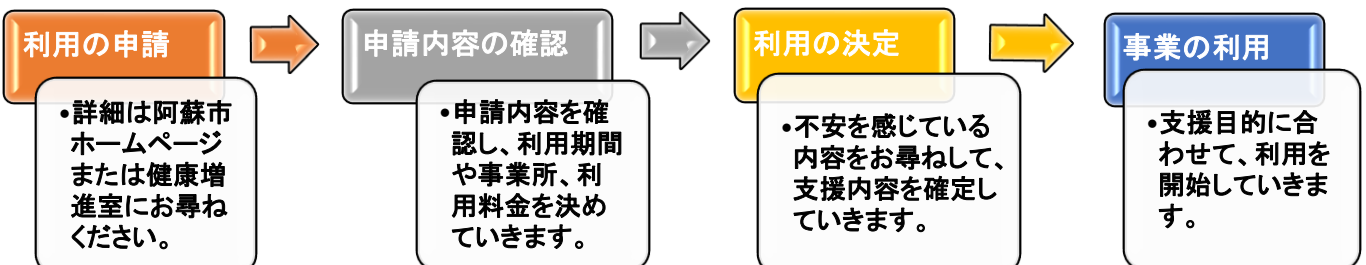 利用の申請
•詳細は阿蘇市
ホームページ
または健康増
進室にお尋ね
ください。
申請内容の確認
•申請内容を確
認し、利用期間
や事業所、利
用料金を決め
ていきます。
利用の決定
•不安を感じている
内容をお尋ねして、
支援内容を確定し
ていきます。
事業の利用
•支援目的に合
わせて、利用を
開始していきま
す。